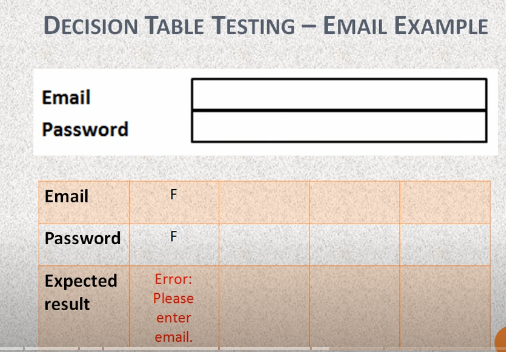 DECISION TABLE TESTING – EMAIL EXAMPLE
Email
Password
Email F
Password F
Expected result Error: Please enter email.